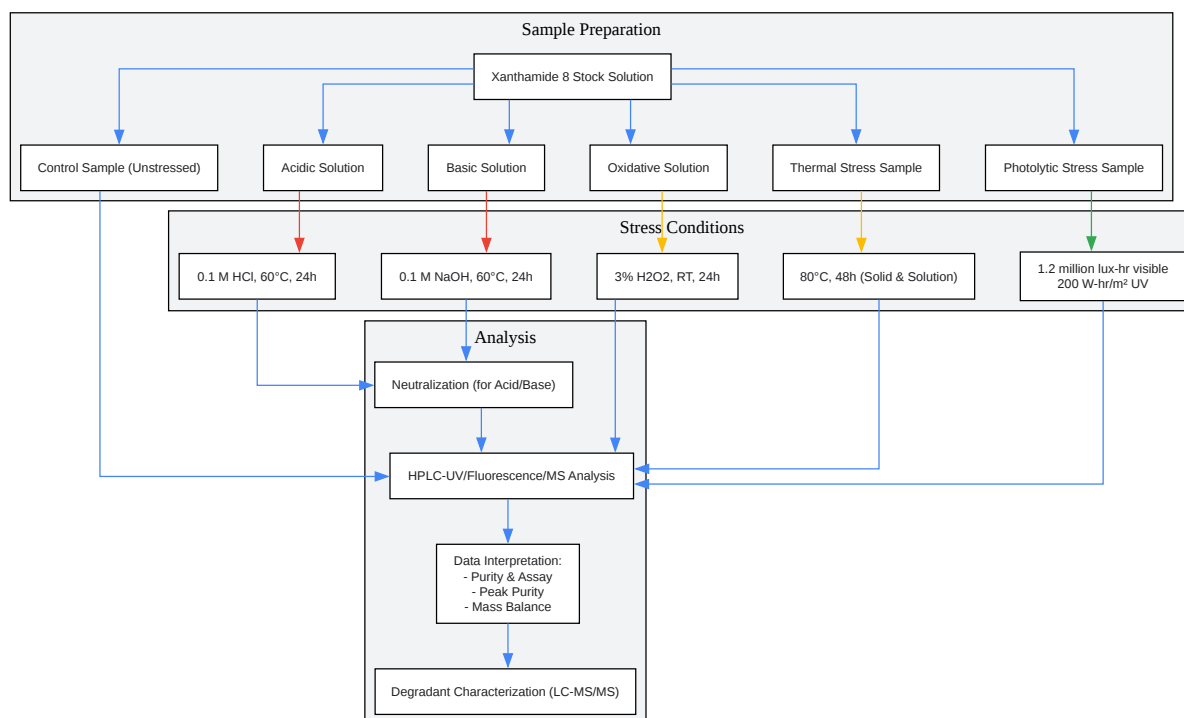 Sample Preparation
Xanthamide 8 Stock Solution
Control Sample (Unstressed)
Acidic Solution
Basic Solution
Oxidative Solution
Thermal Stress Sample
Photolytic Stress Sample
Stress Conditions
0.1 M HCl, 60°C, 24h
0.1 M NaOH, 60°C, 24h
3% H2O2, RT, 24h
80°C, 48h (Solid & Solution)
1.2 million lux-hr visible
200 W-hr/m² UV
Analysis
Neutralization (for Acid/Base)
HPLC-UV/Fluorescence/MS Analysis
Data Interpretation:
- Purity & Assay
- Peak Purity
- Mass Balance
Degradant Characterization (LC-MS/MS)